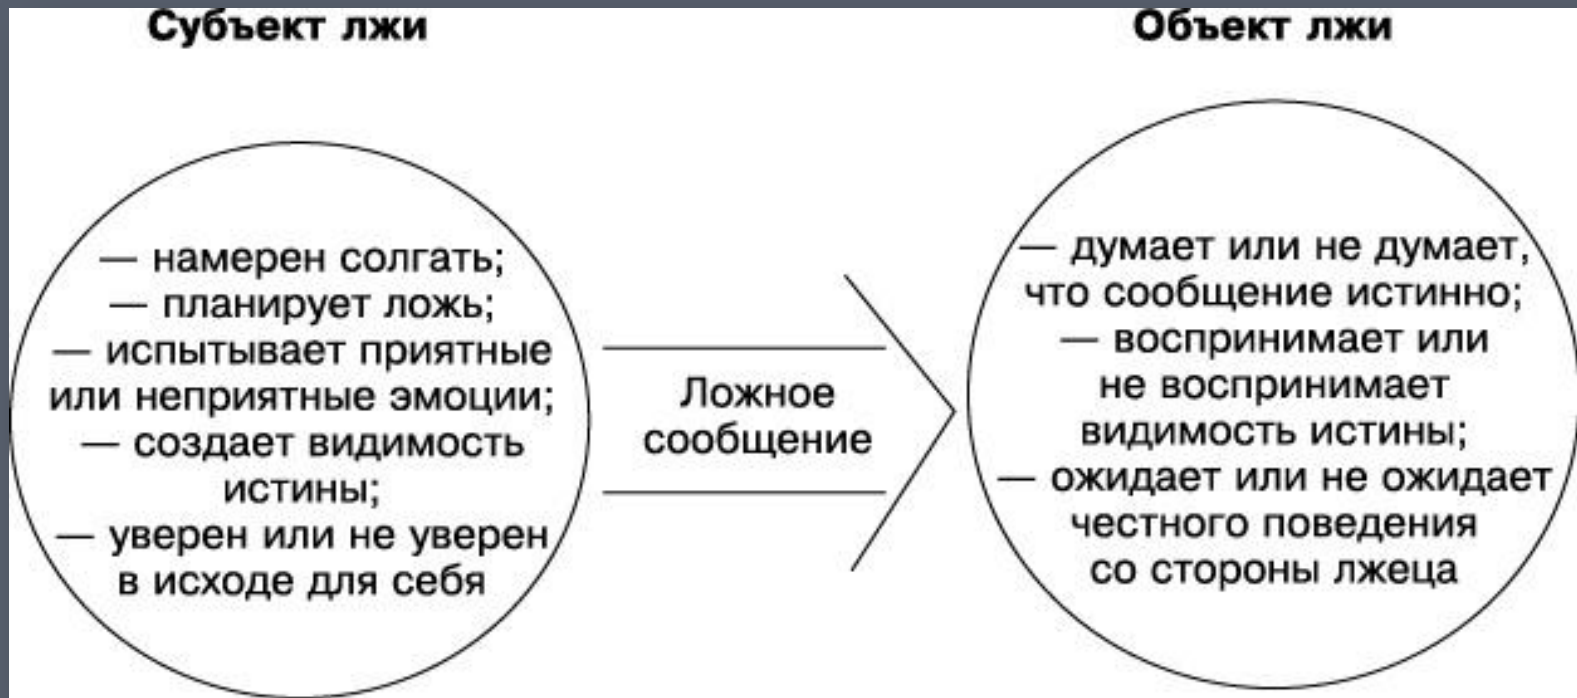 Субъект лжи
Объект лжи
— намерен солгать;
— планирует ложь;
— испытывает приятные
или неприятные эмоции;
— создает видимость
истины;
— уверен или не уверен
в исходе для себя
Ложное
сообщение
— думает или не думает,
что сообщение истинно;
— воспринимает или
не воспринимает
видимость истины;
— ожидает или не ожидает
честного поведения
со стороны лжеца